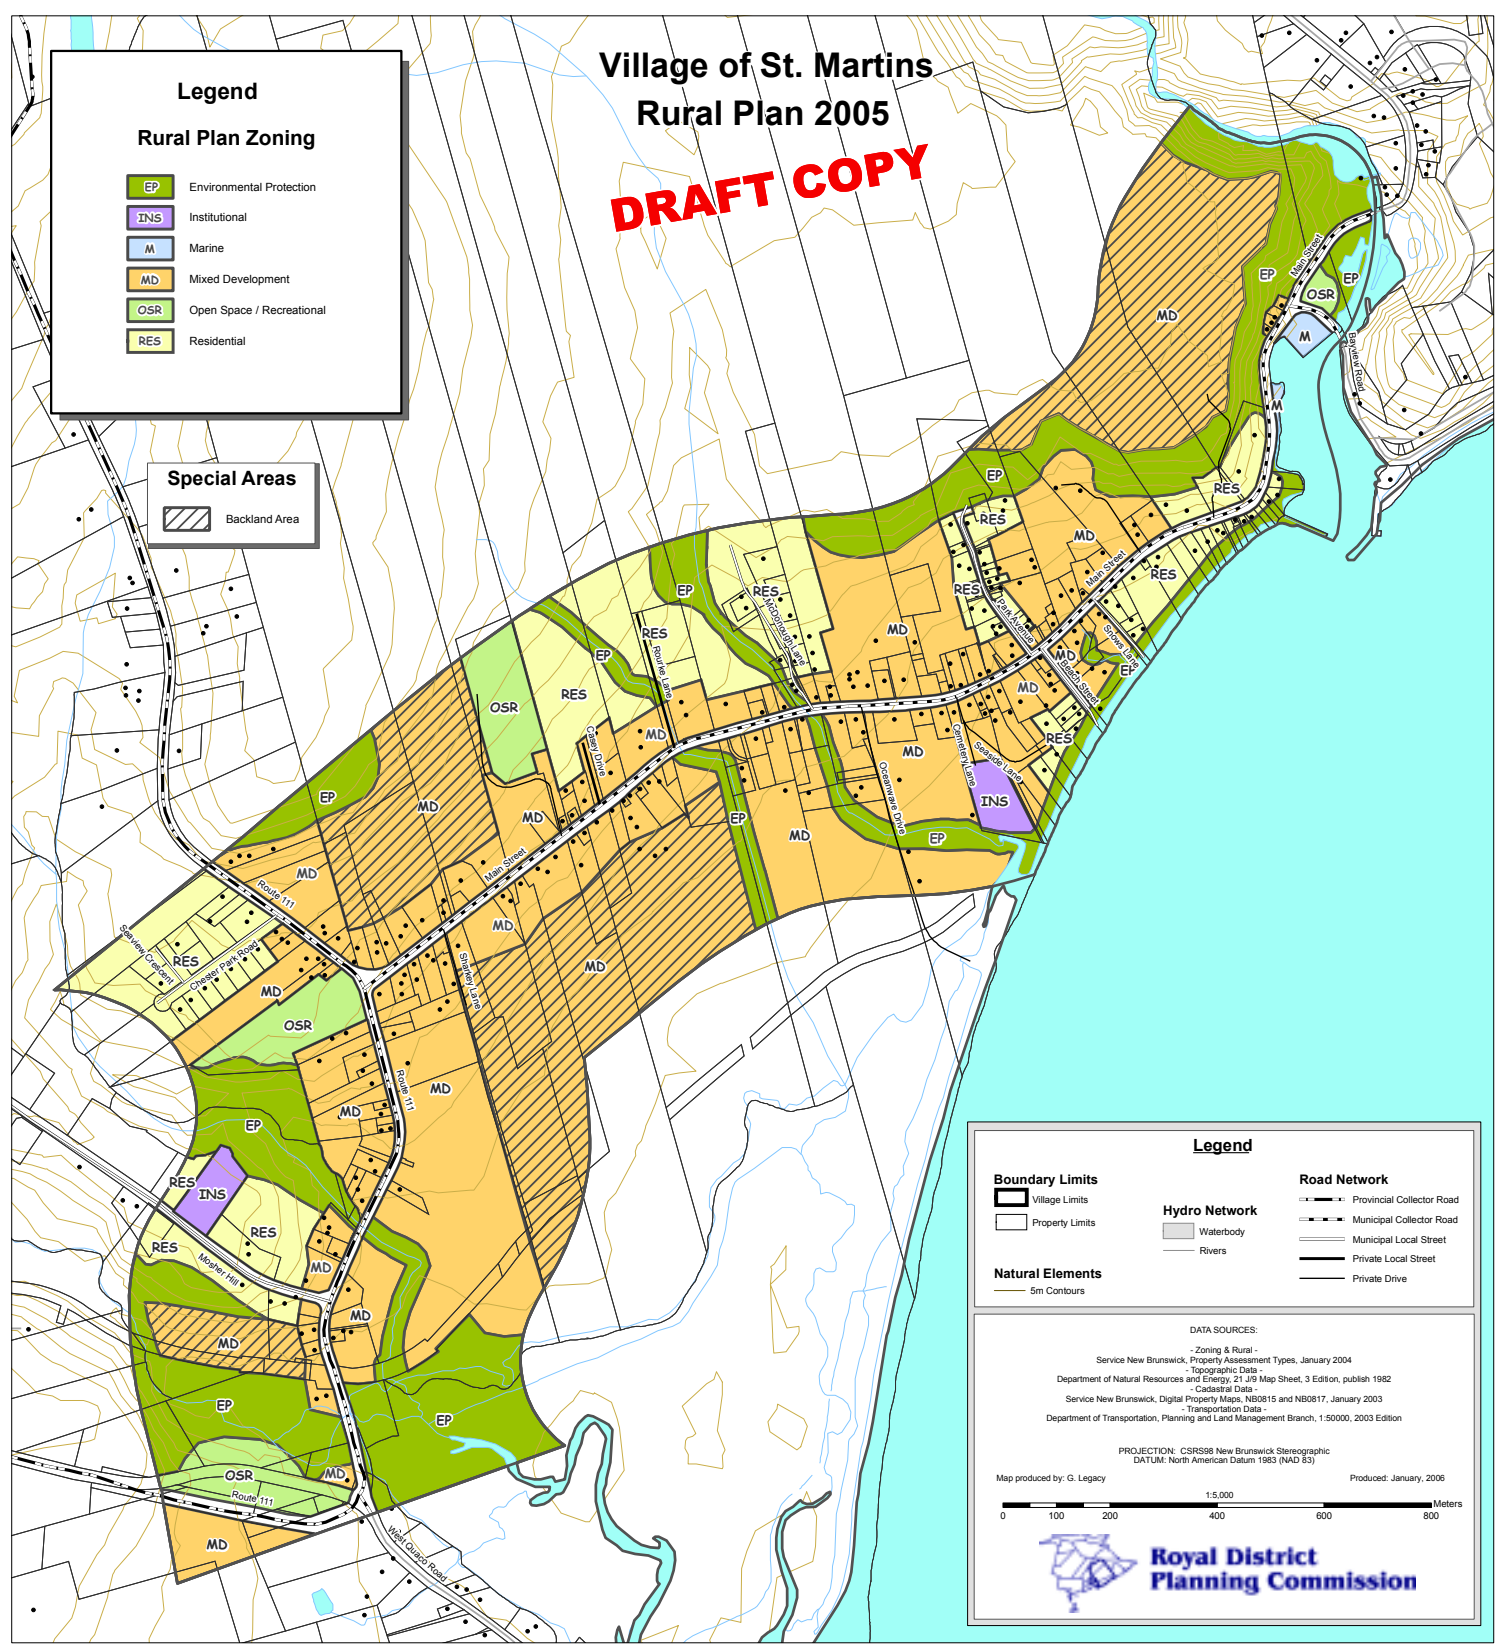 Village of St. Martins
Rural Plan 2005
DRAFT COPY
Legend
Rural Plan Zoning
EP Environmental Protection
INS Institutional
M Marine
MD Mixed Development
OSR Open Space / Recreational
RES Residential
Special Areas
Backland Area
MD
EP
Main Street
EP
OSR
M
Bayview Road
M
EP
RES
RES
MD
Main Street
RES
RES
Park Avenue
Snows Lane
MD
Beach Street
EP
MD
RES
EP
RES
McDonough Lane
MD
RES
Rourke Lane
EP
RES
OSR
MD
Casey Drive
MD
Cemetery Lane
Seaside Lane
INS
Oceanwave Drive
EP
MD
EP
EP
MD
MD
Main Street
MD
Route 111
MD
MD
Sharkey Lane
Seaview Crescent
RES
Chester Park Road
MD
OSR
Route 111
MD
MD
EP
RES
INS
RES
RES
Mosher Hill
MD
MD
MD
EP
EP
OSR
MD
Route 111
MD
West Quaco Road
Legend
Boundary Limits
Village Limits
Property Limits
Natural Elements
5m Contours
Hydro Network
Waterbody
Rivers
Road Network
Provincial Collector Road
Municipal Collector Road
Municipal Local Street
Private Local Street
Private Drive
DATA SOURCES:
- Zoning & Rural -
Service New Brunswick, Property Assessment Types, January 2004
- Topographic Data -
Department of Natural Resources and Energy, 21 J/9 Map Sheet, 3 Edition, publish 1982
- Cadastral Data -
Service New Brunswick, Digital Property Maps, NB0815 and NB0817, January 2003
- Transportation Data -
Department of Transportation, Planning and Land Management Branch, 1:50000, 2003 Edition
PROJECTION: CSRS98 New Brunswick Stereographic
DATUM: North American Datum 1983 (NAD 83)
Map produced by: G. Legacy
Produced: January, 2006
1:5,000
Meters
0 100 200 400 600 800
Royal District
Planning Commission